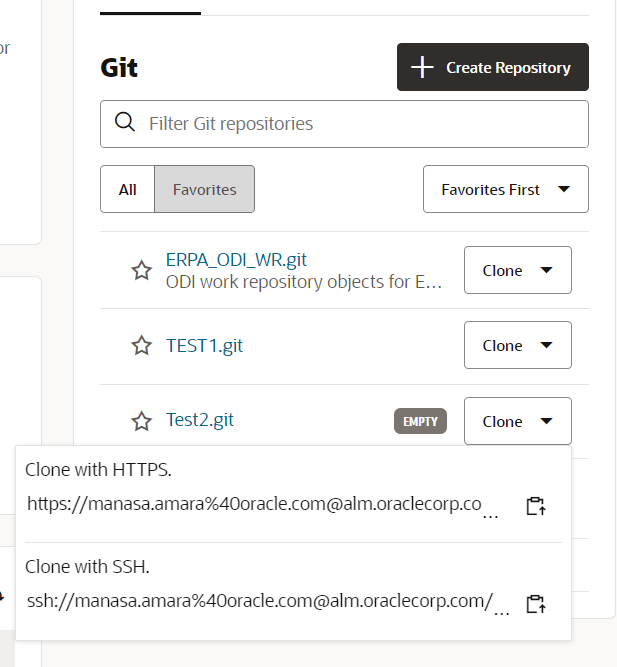 or
Git
Create Repository
Filter Git repositories
All
Favorites
Favorites First
ERPA_ODI_WR.git
ODI work repository objects for E...
Clone
TEST1.git
Clone
Test2.git
EMPTY
Clone
Clone with HTTPS.
https://manasa.amara%40oracle.com@alm.oraclecorp.co...
Clone with SSH.
ssh://manasa.amara%40oracle.com@alm.oraclecorp.com/...